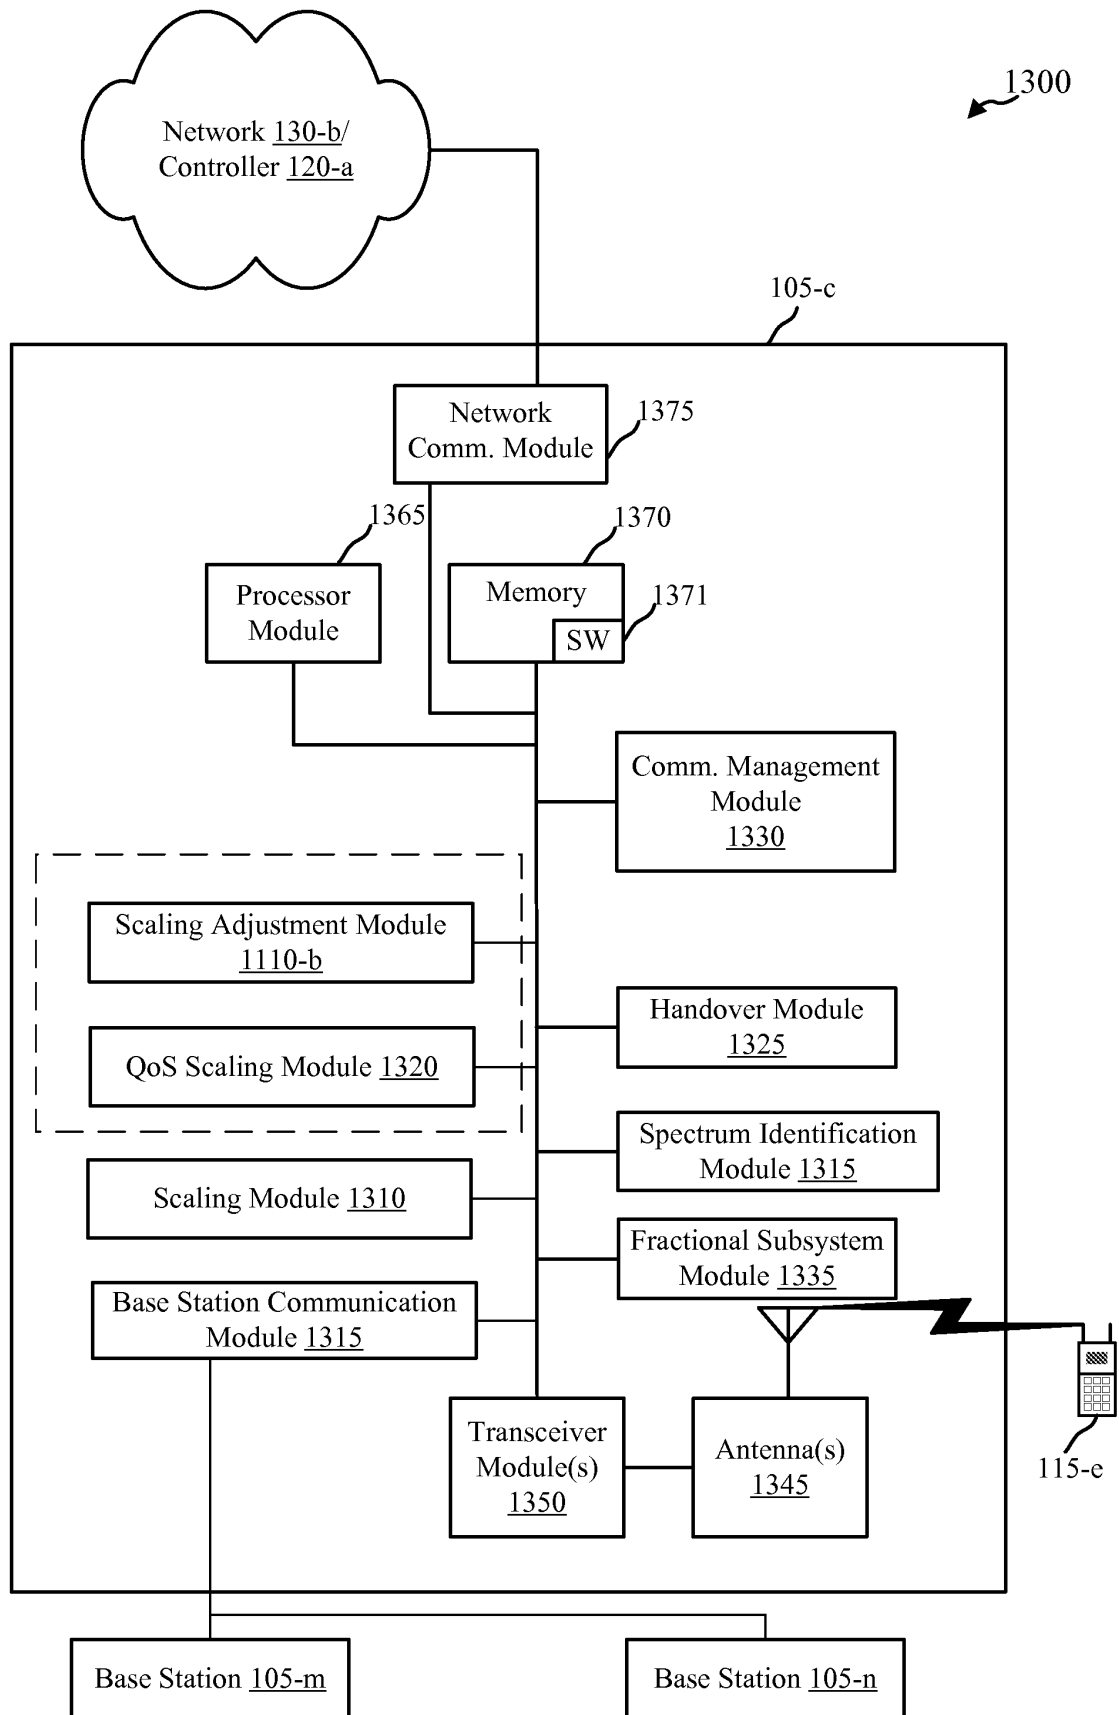 1300
Network 130-b/
Controller 120-a
105-c
Network
Comm. Module
1375
1365
1370
Processor
Module
Memory
SW
1371
Comm. Management
Module
1330
Scaling Adjustment Module
1110-b
Handover Module
1325
QoS Scaling Module 1320
Spectrum Identification
Module 1315
Scaling Module 1310
Fractional Subsystem
Module 1335
Base Station Communication
Module 1315
Transceiver
Module(s)
1350
Antenna(s)
1345
115-e
Base Station 105-m
Base Station 105-n